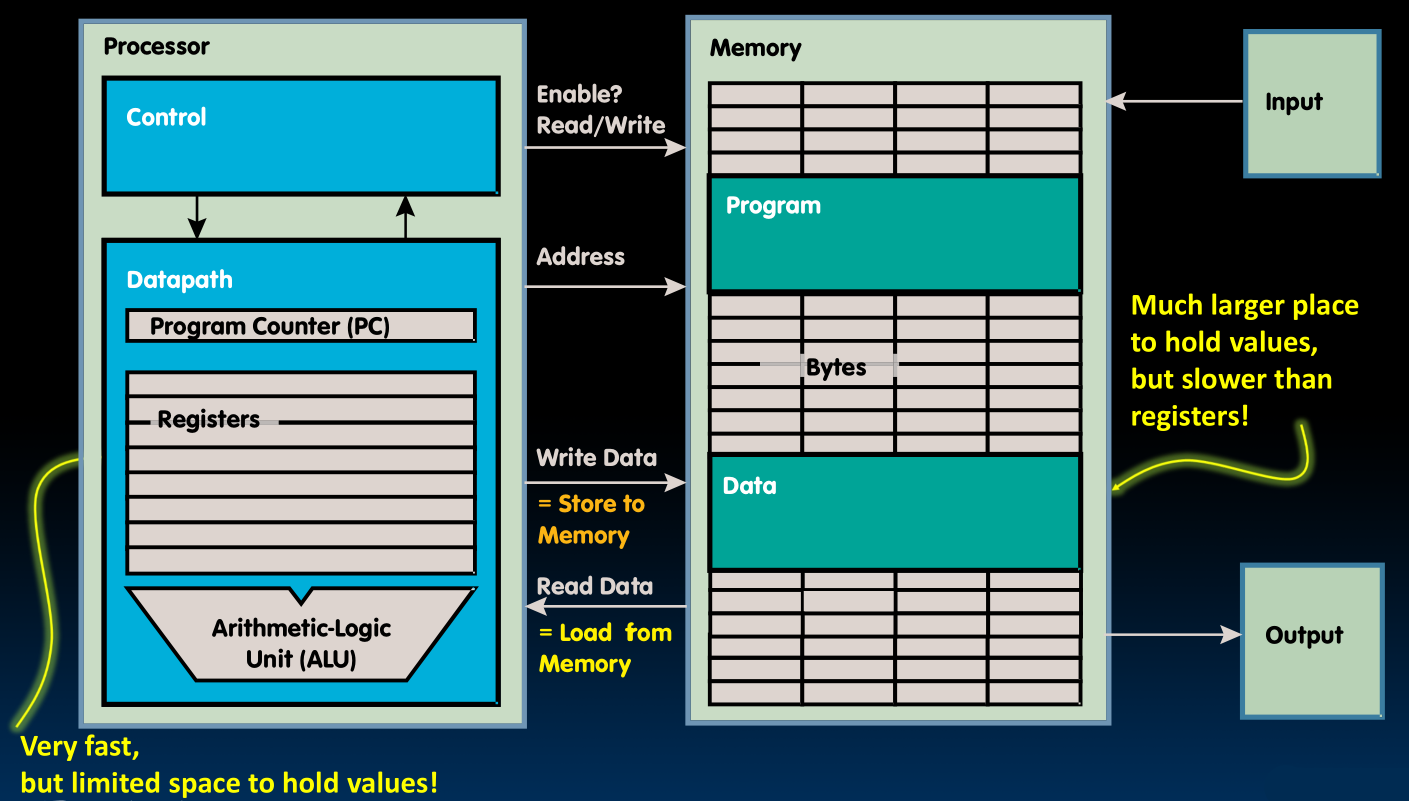 Processor
Control
Datapath
Program Counter (PC)
Registers
Arithmetic-Logic
Unit (ALU)
Very fast,
but limited space to hold values!
Enable?
Read/Write
Address
Write Data
= Store to
Memory
Read Data
= Load fom
Memory
Memory
Program
Bytes
Data
Input
Much larger place
to hold values,
but slower than
registers!
Output